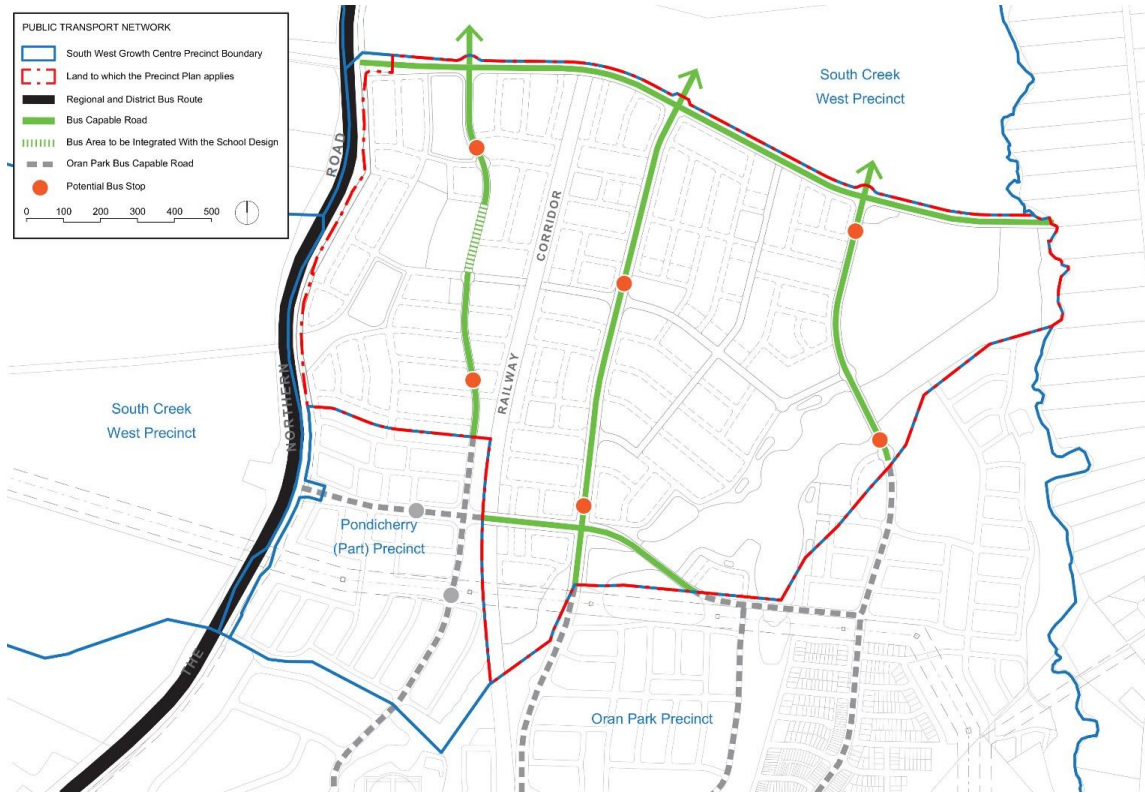 PUBLIC TRANSPORT NETWORK
South West Growth Centre Precinct Boundary
Land to which the Precinct Plan applies
Regional and District Bus Route
Bus Capable Road
Bus Area to be Integrated With the School Design
Oran Park Bus Capable Road
Potential Bus Stop
0 100 200 300 400 500
South Creek
West Precinct
THE NORTHERN ROAD
RAILWAY CORRIDOR
South Creek
West Precinct
Pondicherry
(Part) Precinct
Oran Park Precinct